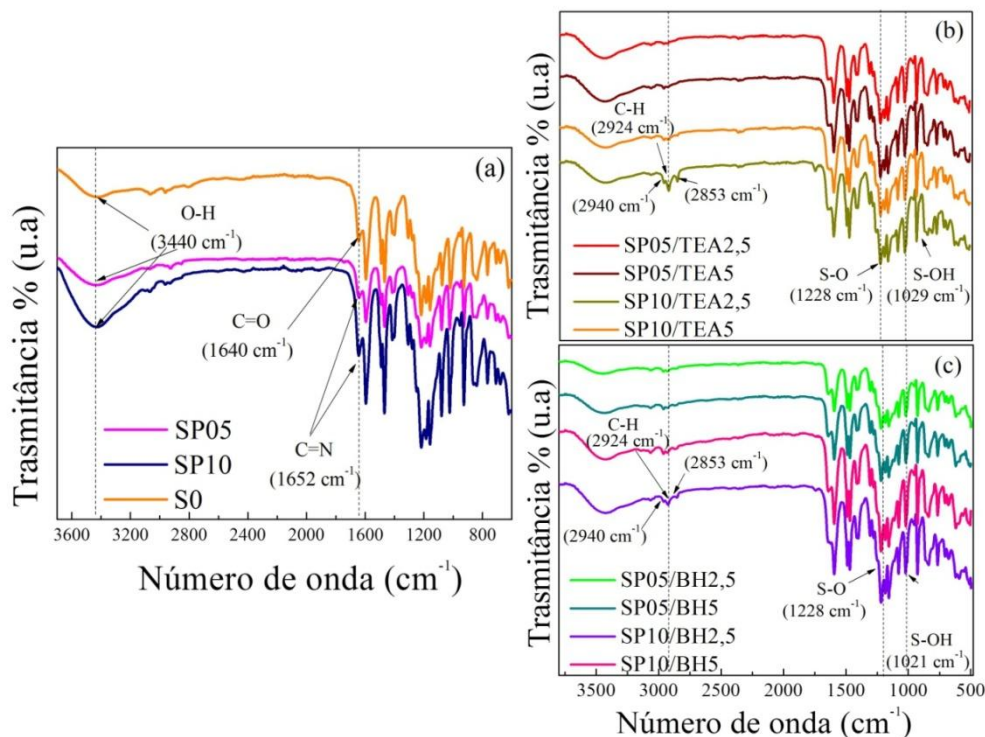 (a)
Trasmitância % (u.a)
O-H
(3440 cm⁻¹)
C=O
(1640 cm⁻¹)
C=N
(1652 cm⁻¹)
SP05
SP10
S0
3600 3200 2800 2400 2000 1600 1200 800
Número de onda (cm⁻¹)
(b)
Trasmitância % (u.a)
C-H
(2924 cm⁻¹)
(2940 cm⁻¹)
(2853 cm⁻¹)
SP05/TEA2,5
SP05/TEA5
SP10/TEA2,5
SP10/TEA5
S-O
(1228 cm⁻¹)
S-OH
(1029 cm⁻¹)
(c)
Trasmitância % (u.a)
C-H
(2924 cm⁻¹)
(2853 cm⁻¹)
(2940 cm⁻¹)
SP05/BH2,5
SP05/BH5
SP10/BH2,5
SP10/BH5
S-O
(1228 cm⁻¹)
S-OH
(1021 cm⁻¹)
3500 3000 2500 2000 1500 1000 500
Número de onda (cm⁻¹)